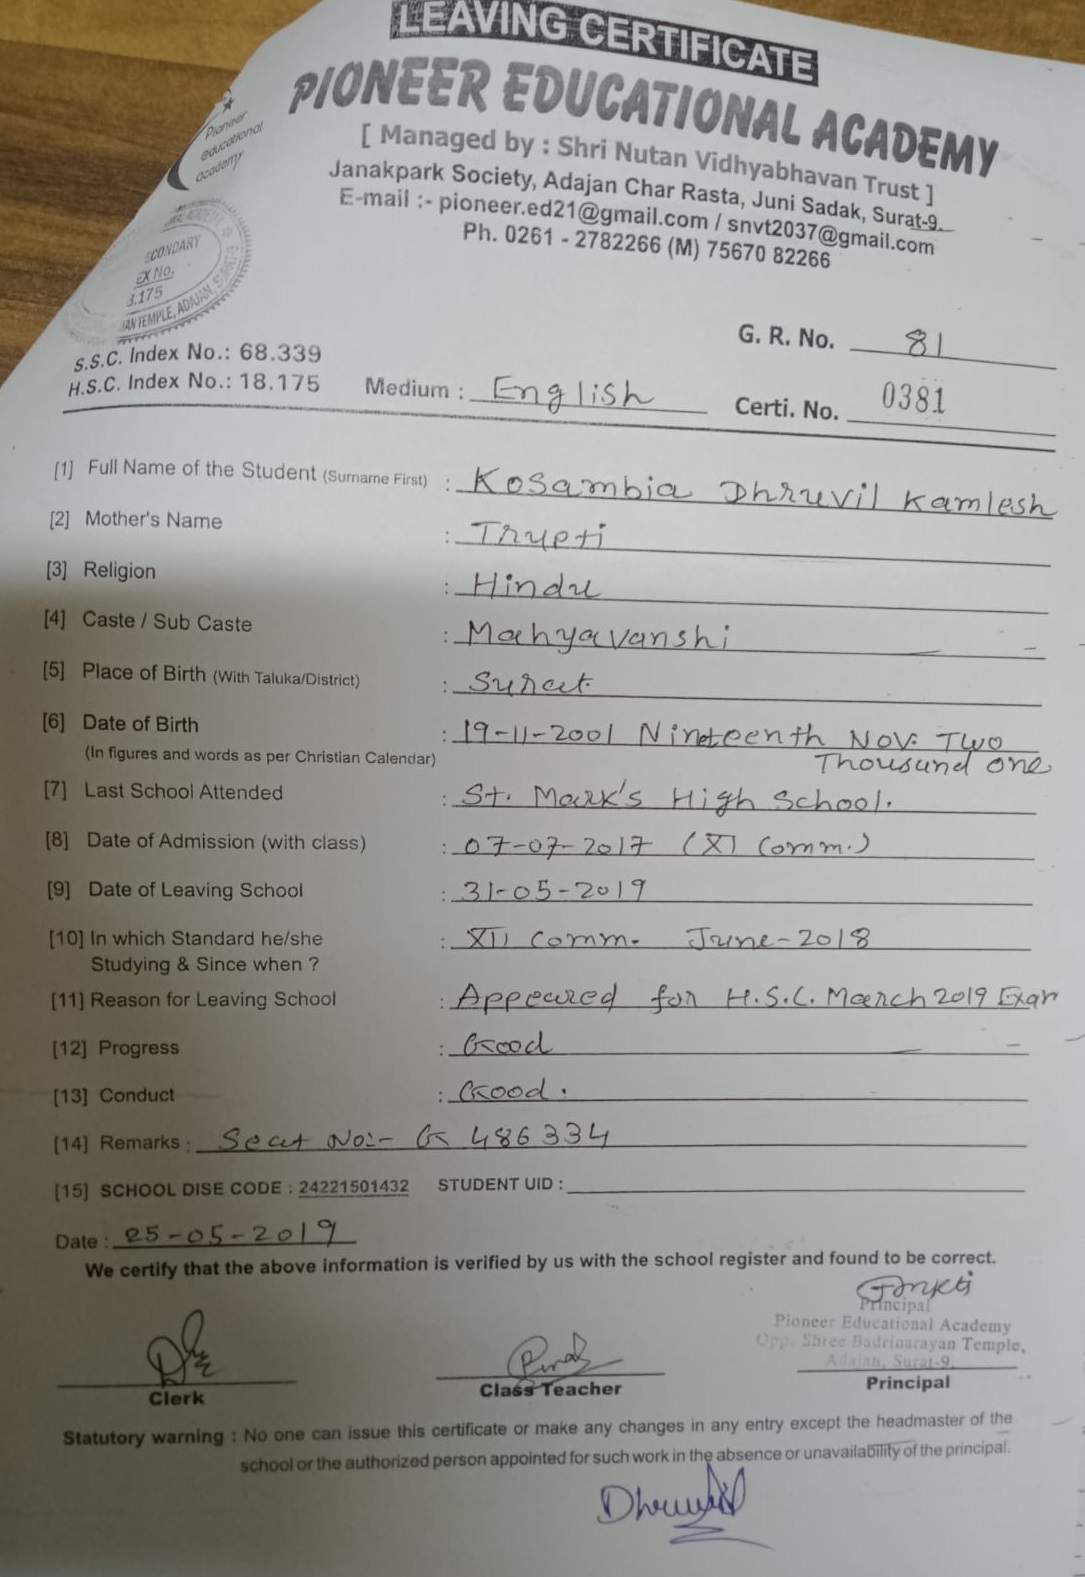 LEAVING CERTIFICATE
PIONEER EDUCATIONAL ACADEMY
[ Managed by : Shri Nutan Vidhyabhavan Trust ]
Janakpark Society, Adajan Char Rasta, Juni Sadak, Surat-9.
E-mail :- pioneer.ed21@gmail.com / snvt2037@gmail.com
Ph. 0261 - 2782266 (M) 75670 82266
Pioneer
educational
academy
No.
TEMPLE, ADAJAN,
G. R. No. 81
S.S.C. Index No.: 68.339
H.S.C. Index No.: 18.175 Medium : English Certi. No. 0381
[1] Full Name of the Student (Surname First) : Kosambia Dhruvil Kamlesh
[2] Mother's Name : Trupti
[3] Religion : Hindu
[4] Caste / Sub Caste : Mahyavanshi
[5] Place of Birth (With Taluka/District) : Surat.
[6] Date of Birth : 19-11-2001 Nineteenth Nov. Two
(In figures and words as per Christian Calendar) Thousand one
[7] Last School Attended : St. Mark's High School.
[8] Date of Admission (with class) : 07-07-2017 (XI Comm.)
[9] Date of Leaving School : 31-05-2019
[10] In which Standard he/she : XII Comm. June-2018
Studying & Since when ?
[11] Reason for Leaving School : Appeared for H.S.C. March 2019 Exam
[12] Progress : Good
[13] Conduct : Good.
[14] Remarks : Seat No:- G 486334
[15] SCHOOL DISE CODE : 24221501432 STUDENT UID :
Date : 25-05-2019
We certify that the above information is verified by us with the school register and found to be correct.
Principal
Pioneer Educational Academy
Opp. Shree Badrinarayan Temple,
Adajan, Surat-9.
Clerk Class Teacher Principal
Statutory warning : No one can issue this certificate or make any changes in any entry except the headmaster of the
school or the authorized person appointed for such work in the absence or unavailability of the principal.